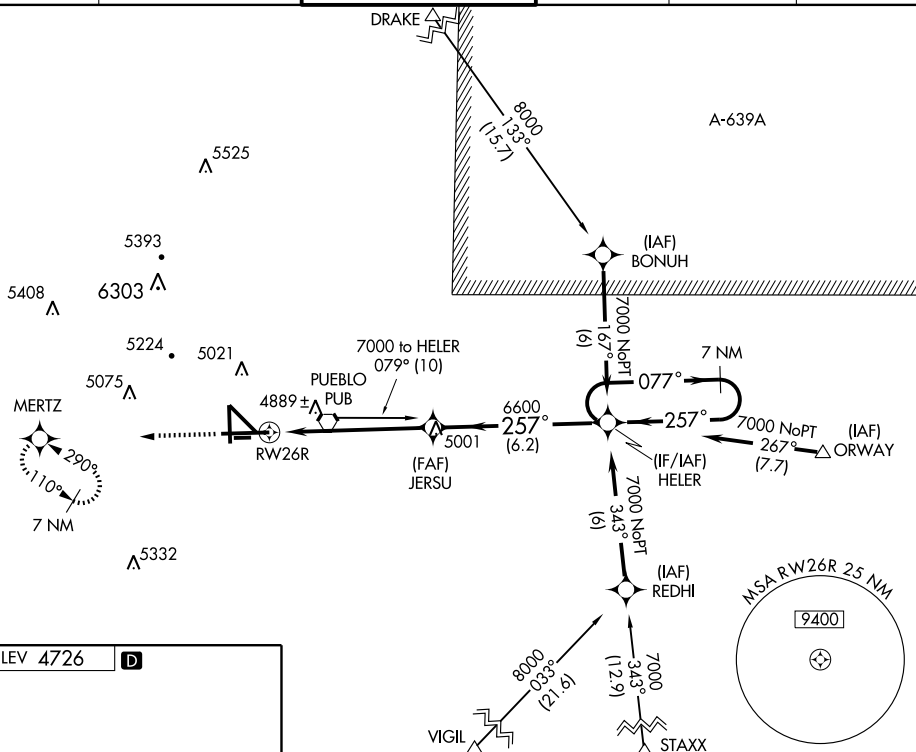 DRAKE
8000
133°
(15.7)
A-639A
5525
5393
5408
6303
(IAF)
BONUH
7000 NoPT
167°
(6)
5224
5021
5075
7000 to HELER
079° (10)
7 NM
077°
PUEBLO
PUB
4889 ±
MERTZ
6600
257°
(6.2)
257°
7000 NoPT
267°
(7.7)
(IAF)
ORWAY
5001
RW26R
(FAF)
JERSU
(IF/IAF)
HELER
290°
110°
7 NM
7000 NoPT
343°
(6)
5332
(IAF)
REDHI
MSA RW26R 25 NM
9400
LEV 4726 D
8000
033°
(21.6)
7000
343°
(12.9)
VIGIL
STAXX